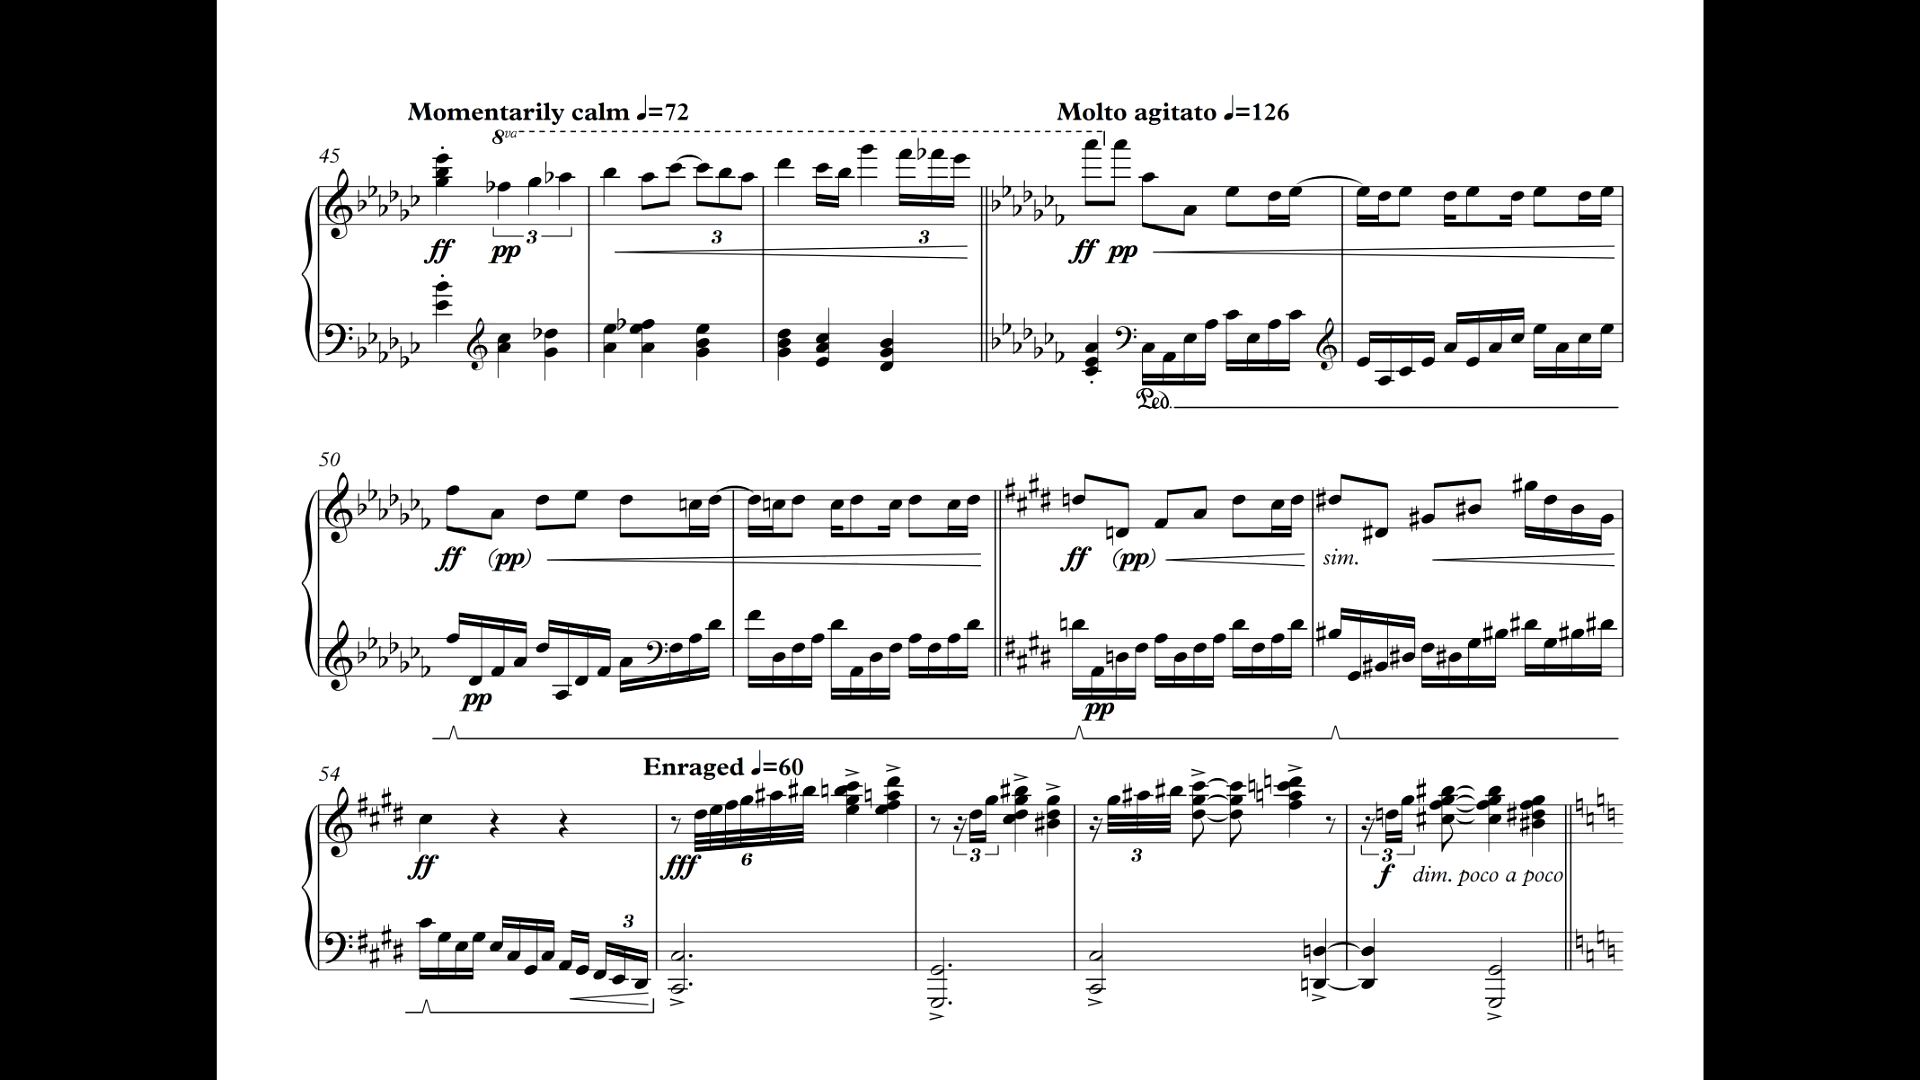 Momentarily calm ♩=72 Molto agitato ♩=126
8va
45
3 3 3
ff pp ff pp
Ped.
50
ff (pp) ff (pp) sim.
pp pp
Enraged ♩=60
54
ff fff 6 3 3 3 f dim. poco a poco
3